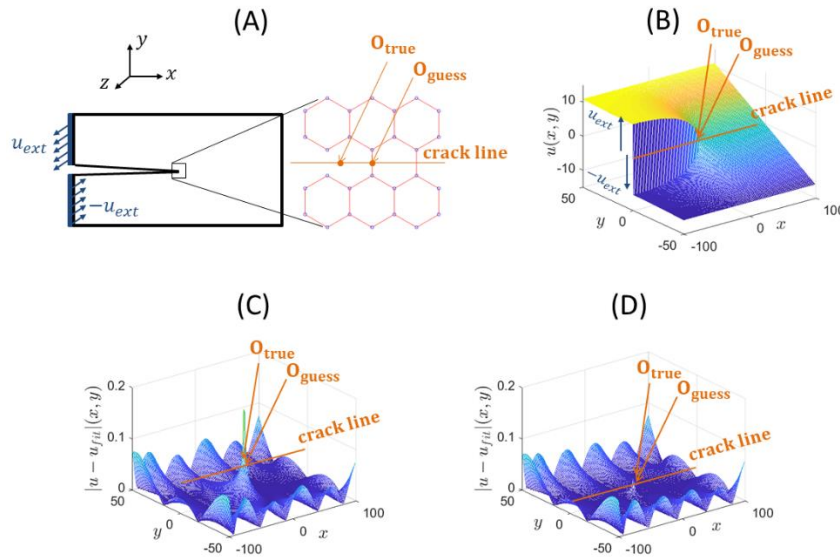 (A)
y
z
x
O_true
O_guess
u_ext
crack line
-u_ext
(B)
O_true
O_guess
crack line
10
0
-10
u(x, y)
u_ext
-u_ext
50
0
-50
y
-100
0
100
x
(C)
O_true
O_guess
crack line
0.2
0.1
0
|u − u_fit|(x, y)
50
0
-50
y
-100
0
100
x
(D)
O_true
O_guess
crack line
0.2
0.1
0
|u − u_fit|(x, y)
50
0
-50
y
-100
0
100
x